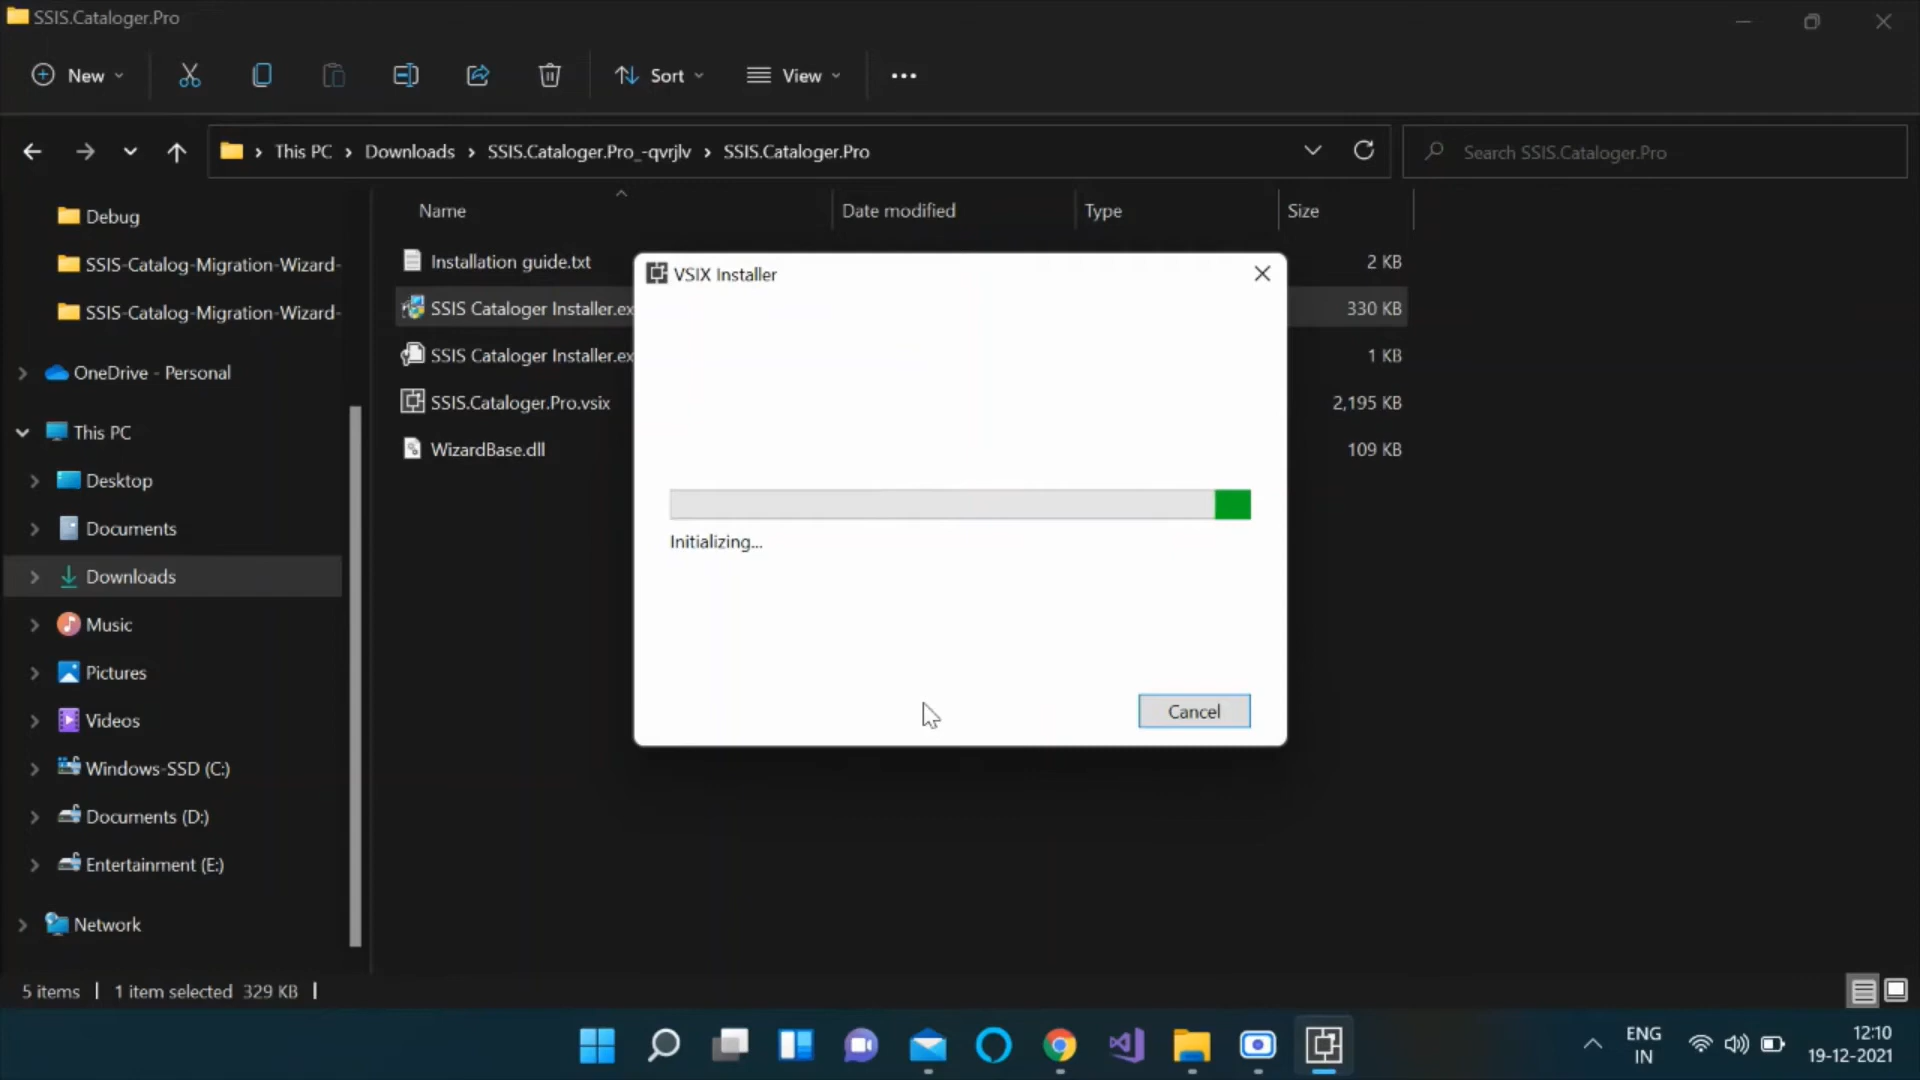 SSIS.Cataloger.Pro
New
Sort
View
This PC
Downloads
SSIS.Cataloger.Pro_-qvrjlv
SSIS.Cataloger.Pro
Search SSIS.Cataloger.Pro
Name
Date modified
Type
Size
Debug
SSIS-Catalog-Migration-Wizard-
SSIS-Catalog-Migration-Wizard-
OneDrive - Personal
This PC
Desktop
Documents
Downloads
Music
Pictures
Videos
Windows-SSD (C:)
Documents (D:)
Entertainment (E:)
Network
Installation guide.txt
2 KB
SSIS Cataloger Installer.ex
330 KB
SSIS Cataloger Installer.ex
1 KB
SSIS.Cataloger.Pro.vsix
2,195 KB
WizardBase.dll
109 KB
VSIX Installer
Initializing...
Cancel
5 items
1 item selected 329 KB
ENG
IN
12:10
19-12-2021